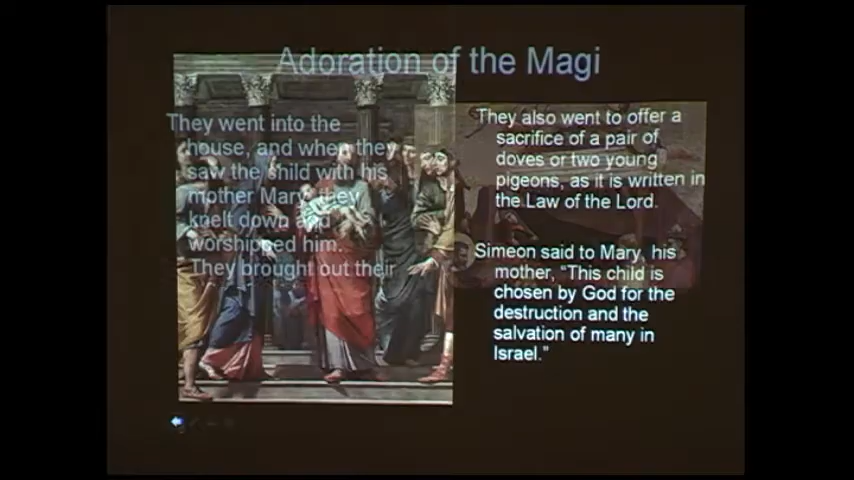 Adoration of the Magi
They went into the
house, and when they
saw the child with his
mother Mary, they
knelt down and
worshipped him.
They brought out their
They also went to offer a
sacrifice of a pair of
doves or two young
pigeons, as it is written in
the Law of the Lord.
Simeon said to Mary, his
mother, “This child is
chosen by God for the
destruction and the
salvation of many in
Israel.”